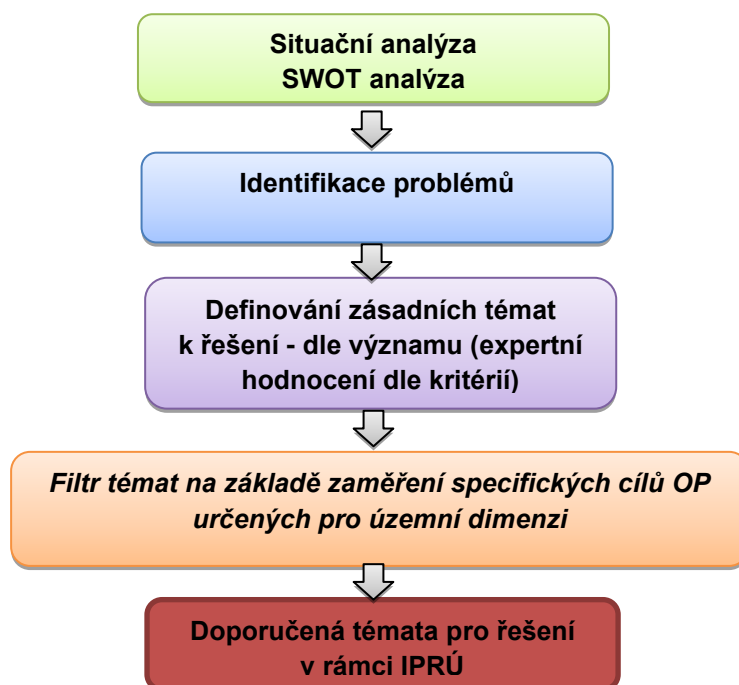 Situační analýza
SWOT analýza
Identifikace problémů
Definování zásadních témat
k řešení - dle významu (expertní
hodnocení dle kritérií)
Filtr témat na základě zaměření specifických cílů OP
určených pro územní dimenzi
Doporučená témata pro řešení
v rámci IPRÚ